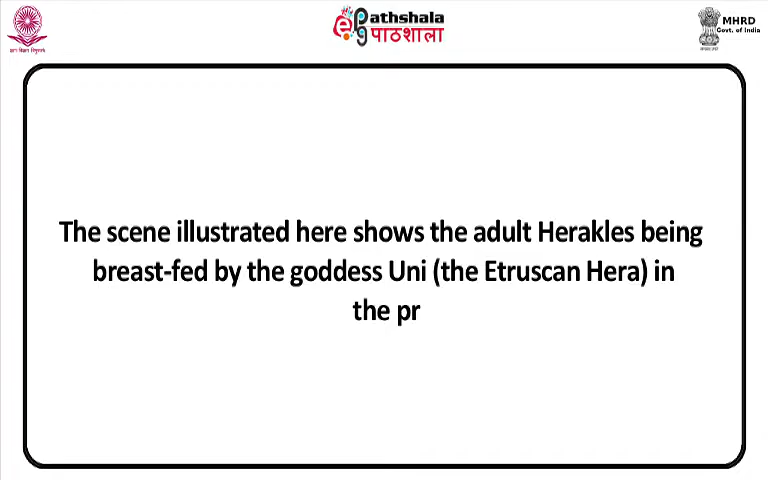 ePathshala
पाठशाला
MHRD
Govt. of India
The scene illustrated here shows the adult Herakles being
breast-fed by the goddess Uni (the Etruscan Hera) in
the pr